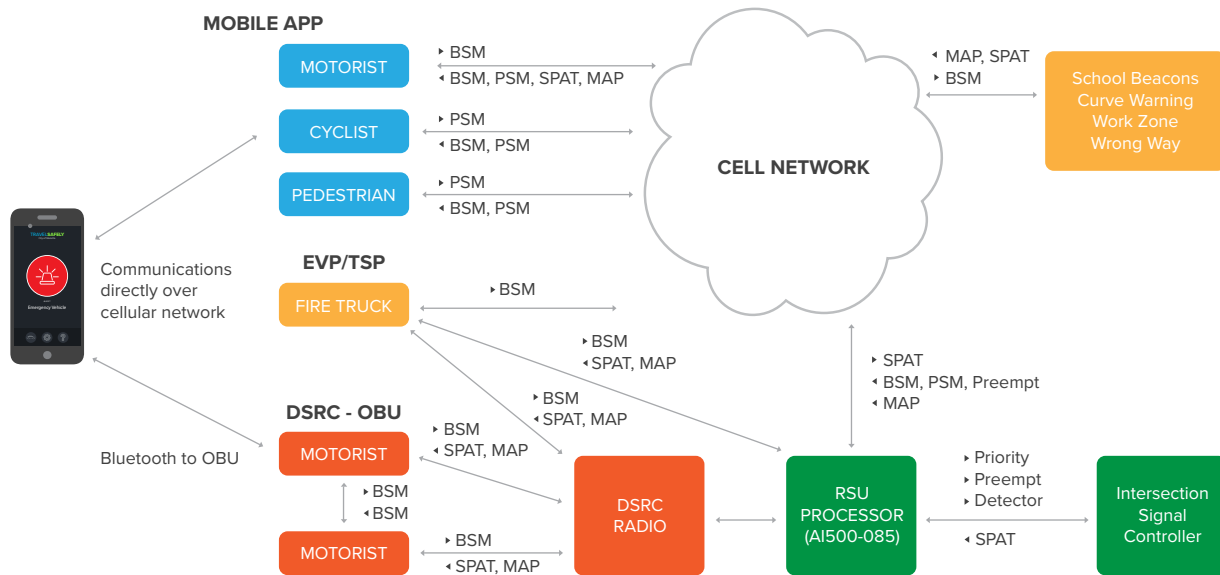 MOBILE APP
MOTORIST
▸ BSM
◂ BSM, PSM, SPAT, MAP
CYCLIST
▸ PSM
◂ BSM, PSM
PEDESTRIAN
▸ PSM
◂ BSM, PSM
CELL NETWORK
◂ MAP, SPAT
▸ BSM
School Beacons
Curve Warning
Work Zone
Wrong Way
TRAVELSAFELY
Emergency Vehicle
Communications
directly over
cellular network
EVP/TSP
FIRE TRUCK
▸ BSM
▸ BSM
◂ SPAT, MAP
▸ BSM
◂ SPAT, MAP
▸ SPAT
◂ BSM, PSM, Preempt
◂ MAP
Bluetooth to OBU
DSRC - OBU
MOTORIST
▸ BSM
◂ SPAT, MAP
▸ BSM
◂ BSM
MOTORIST
▸ BSM
◂ SPAT, MAP
DSRC
RADIO
RSU
PROCESSOR
(AI500-085)
▸ Priority
▸ Preempt
▸ Detector
◂ SPAT
Intersection
Signal
Controller